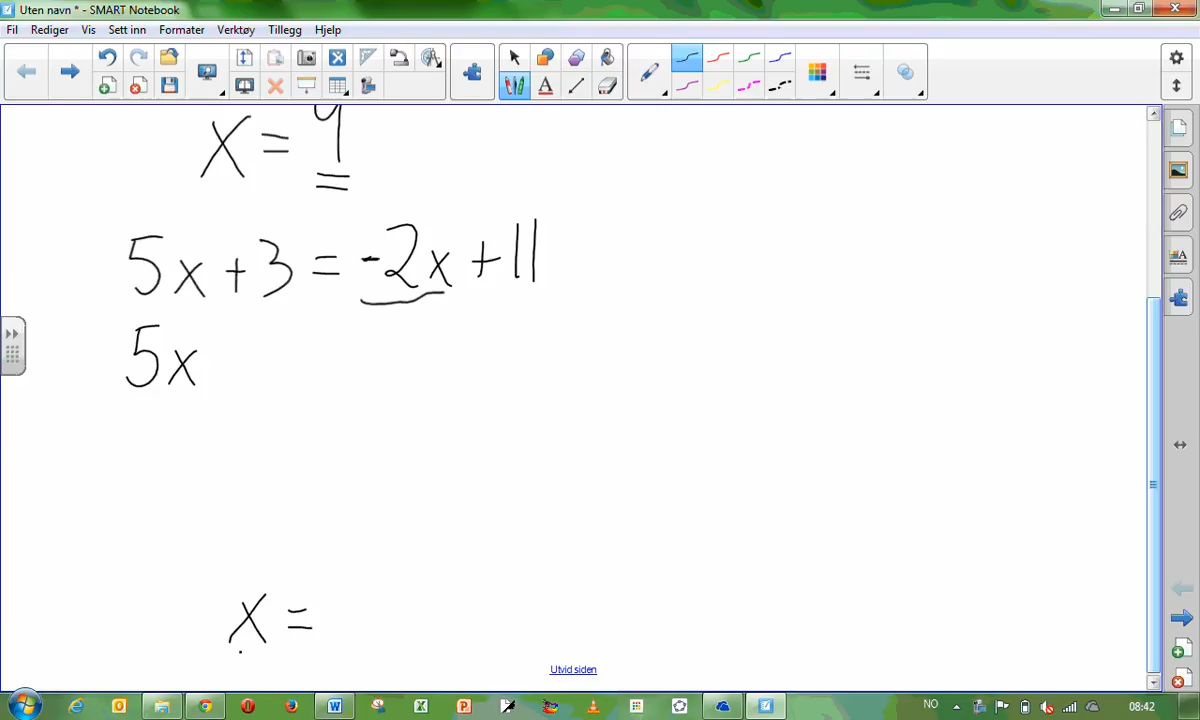 Uten navn * - SMART Notebook
Fil Rediger Vis Sett inn Formater Verktøy Tillegg Hjelp
5x + 3 = -2x + 11
5x
x =
Utvid siden
NO 08:42